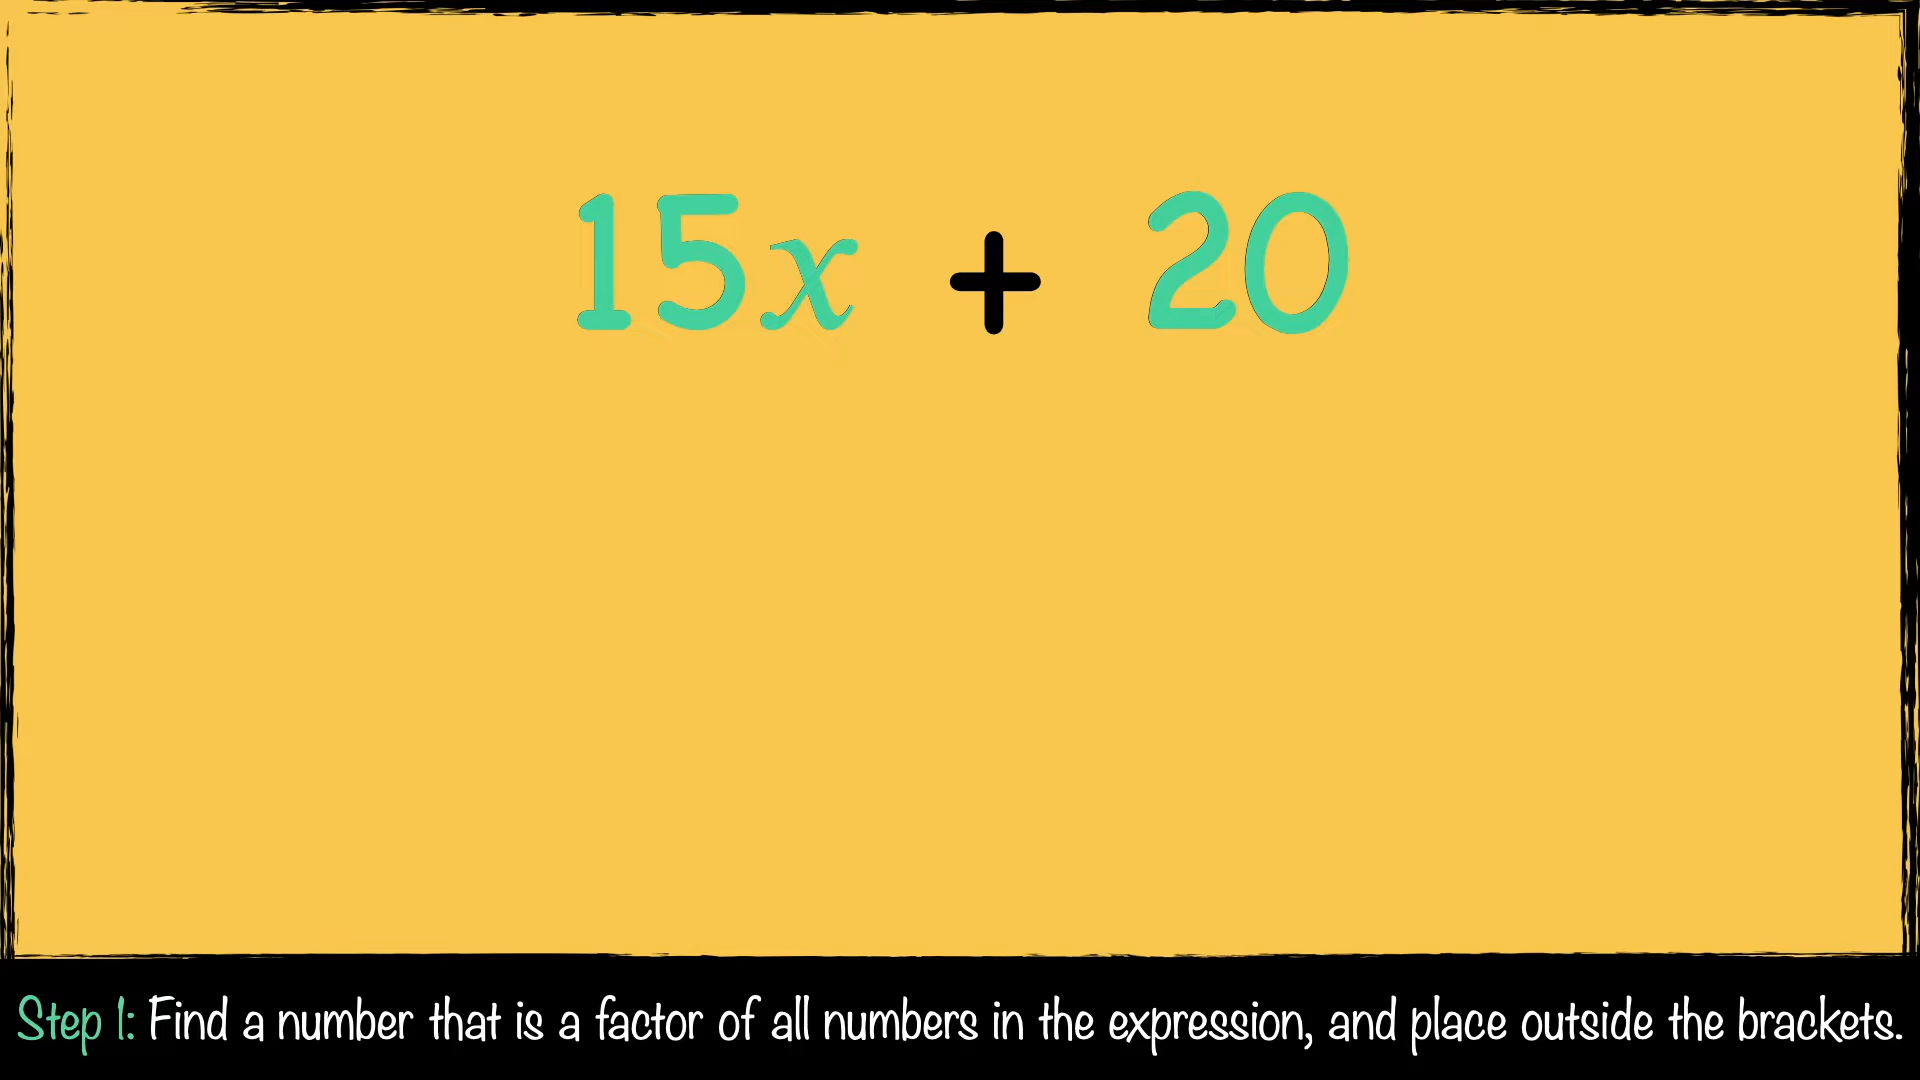 15x + 20
Step 1: Find a number that is a factor of all numbers in the expression, and place outside the brackets.